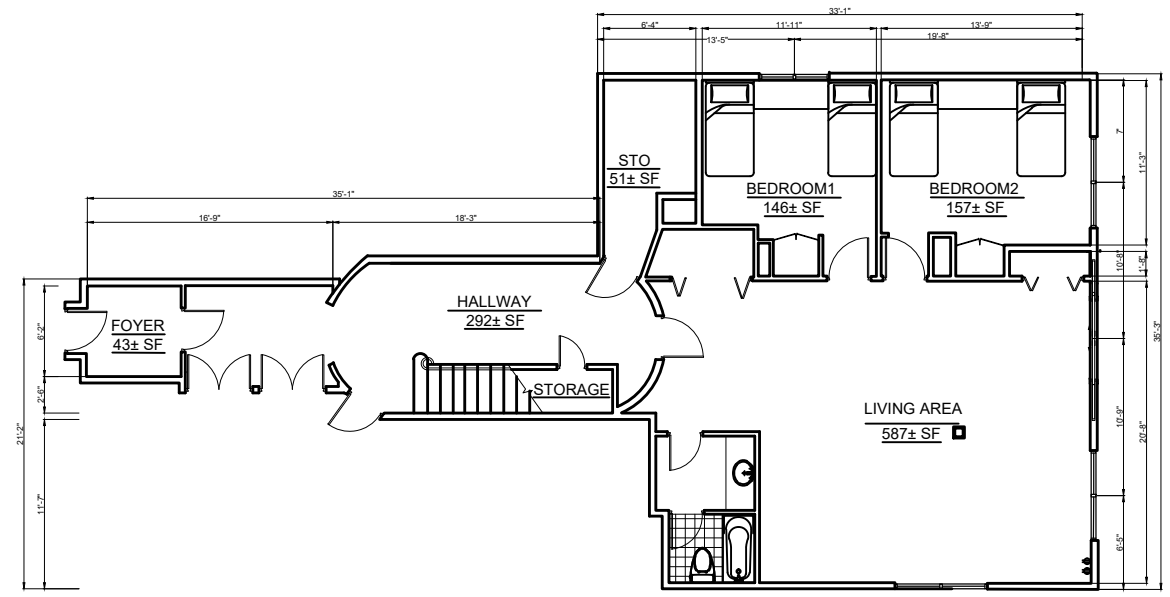 33'-1"
6'-4"
11'-11"
13'-9"
13'-5"
19'-8"
STO
51± SF
BEDROOM1
146± SF
BEDROOM2
157± SF
7
11'-3"
35'-1"
16'-9"
18'-3"
10'-8"
1'-8"
HALLWAY
292± SF
FOYER
43± SF
6'-2"
35'-3"
STORAGE
2'-6"
21'-2"
LIVING AREA
587± SF
10'-9"
20'-8"
11'-7"
6'-5"